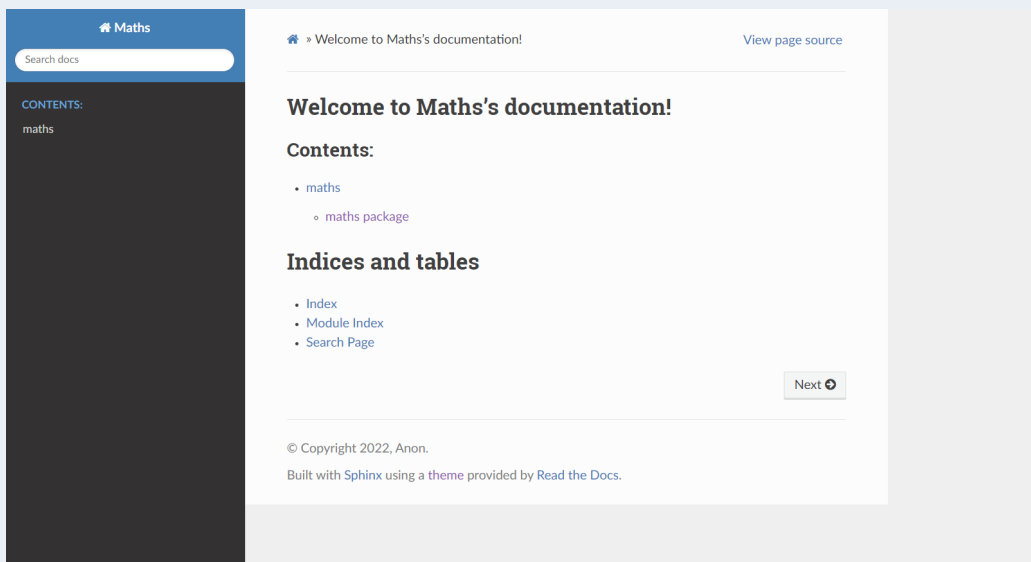 Maths
Search docs
CONTENTS:
maths
» Welcome to Maths's documentation!
View page source
Welcome to Maths's documentation!
Contents:
• maths
◦ maths package
Indices and tables
• Index
• Module Index
• Search Page
Next
© Copyright 2022, Anon.
Built with Sphinx using a theme provided by Read the Docs.